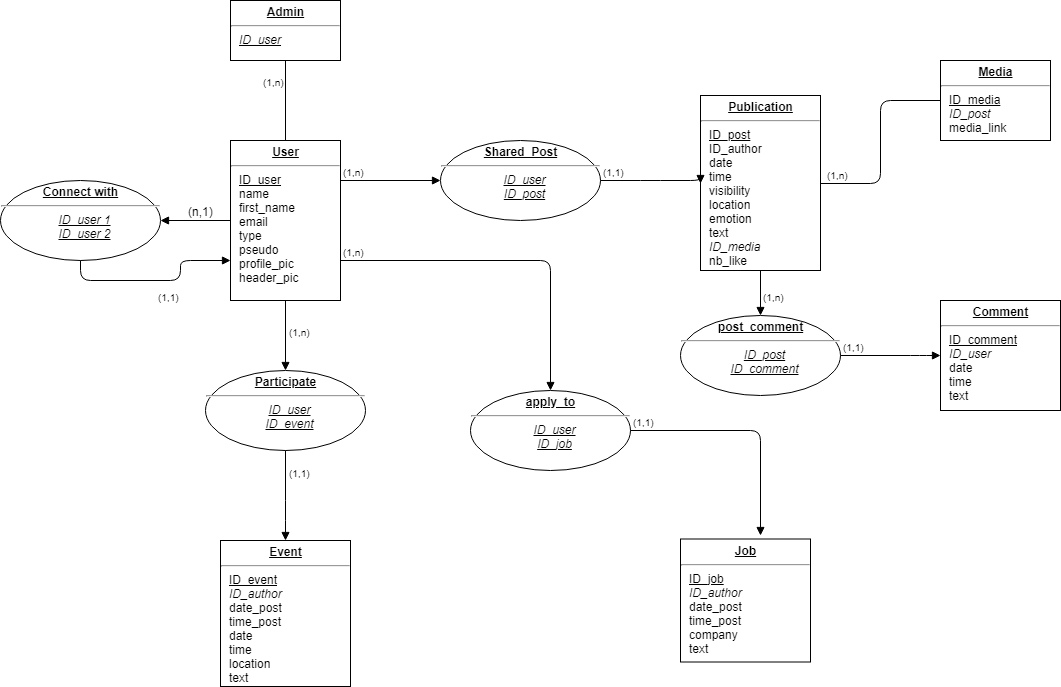 Admin
ID_user
(1,n)
User
ID_user
name
first_name
email
type
pseudo
profile_pic
header_pic
Connect with
ID_user 1
ID_user 2
(n,1)
(1,1)
(1,n)
Shared_Post
ID_user
ID_post
(1,1)
Publication
ID_post
ID_author
date
time
visibility
location
emotion
text
ID_media
nb_like
(1,n)
Media
ID_media
ID_post
media_link
(1,n)
post_comment
ID_post
ID_comment
(1,1)
Comment
ID_comment
ID_user
date
time
text
(1,n)
Participate
ID_user
ID_event
(1,1)
Event
ID_event
ID_author
date_post
time_post
date
time
location
text
(1,n)
apply_to
ID_user
ID_job
(1,1)
Job
ID_job
ID_author
date_post
time_post
company
text